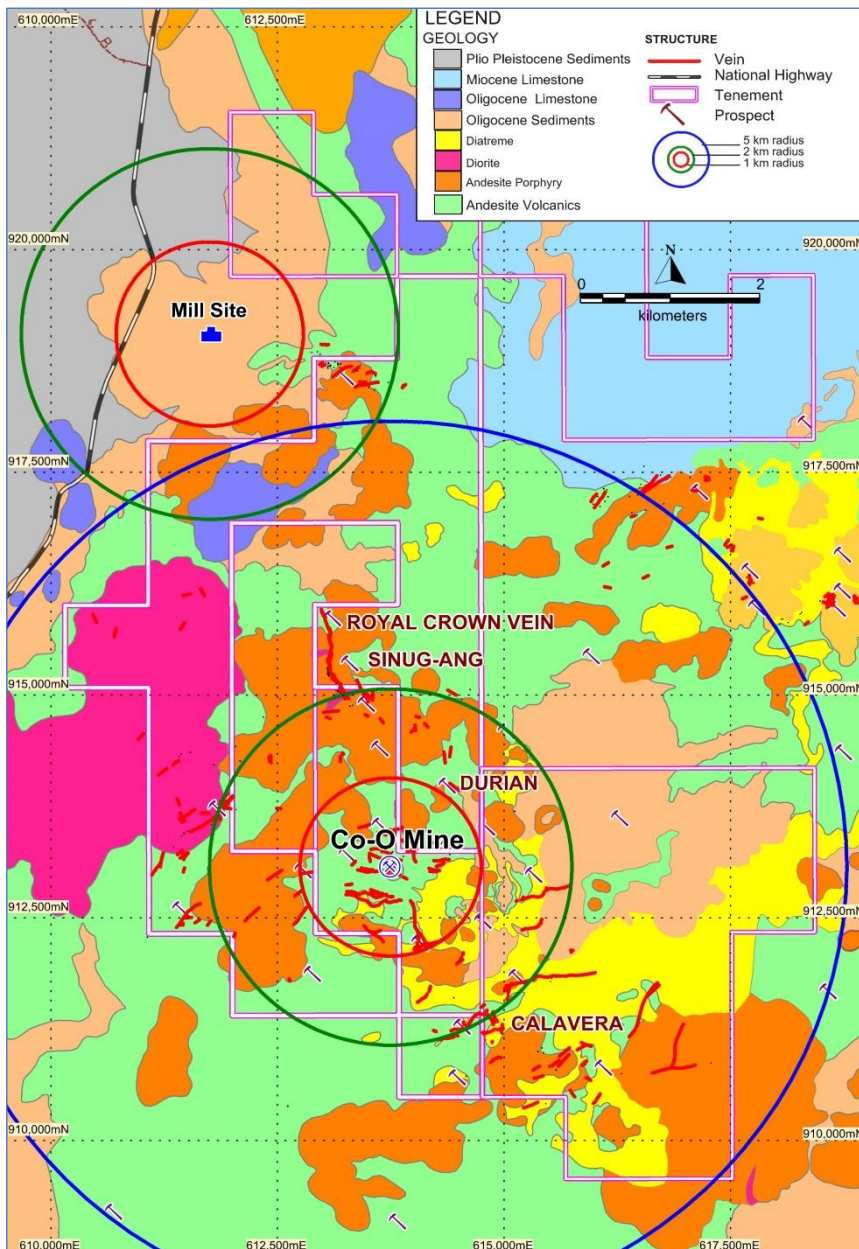 610,000mE
612,500mE
B
LEGEND
GEOLOGY
Plio Pleistocene Sediments
Miocene Limestone
Oligocene Limestone
Oligocene Sediments
Diatreme
Diorite
Andesite Porphyry
Andesite Volcanics
STRUCTURE
Vein
National Highway
Tenement
Prospect
5 km radius
2 km radius
1 km radius
920,000mN
920,000mN
N
0 2
kilometers
Mill Site
917,500mN
917,500mN
ROYAL CROWN VEIN
SINUG-ANG
915,000mN
915,000mN
DURIAN
Co-O Mine
912,500mN
912,500mN
CALAVERA
910,000mN
910,000mN
610,000mE
612,500mE
615,000mE
617,500mE